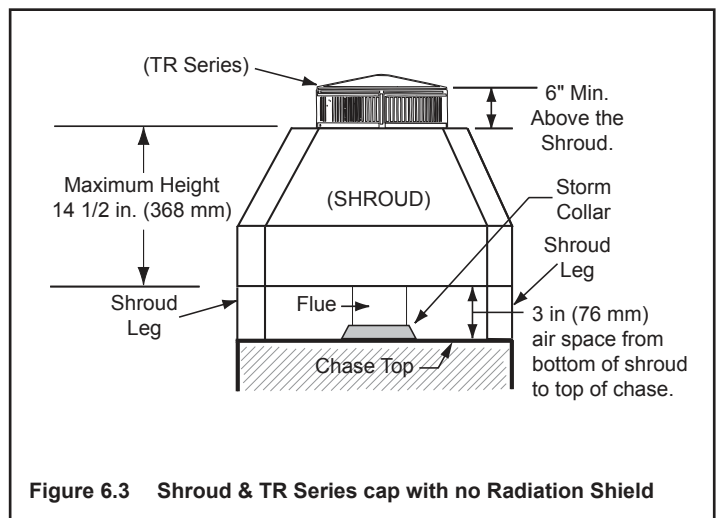 (TR Series)
6" Min.
Above the
Shroud.
Maximum Height
14 1/2 in. (368 mm)
(SHROUD)
Storm
Collar
Shroud
Leg
Shroud
Leg
Flue
3 in (76 mm)
air space from
bottom of shroud
to top of chase.
Chase Top
Figure 6.3 Shroud & TR Series cap with no Radiation Shield